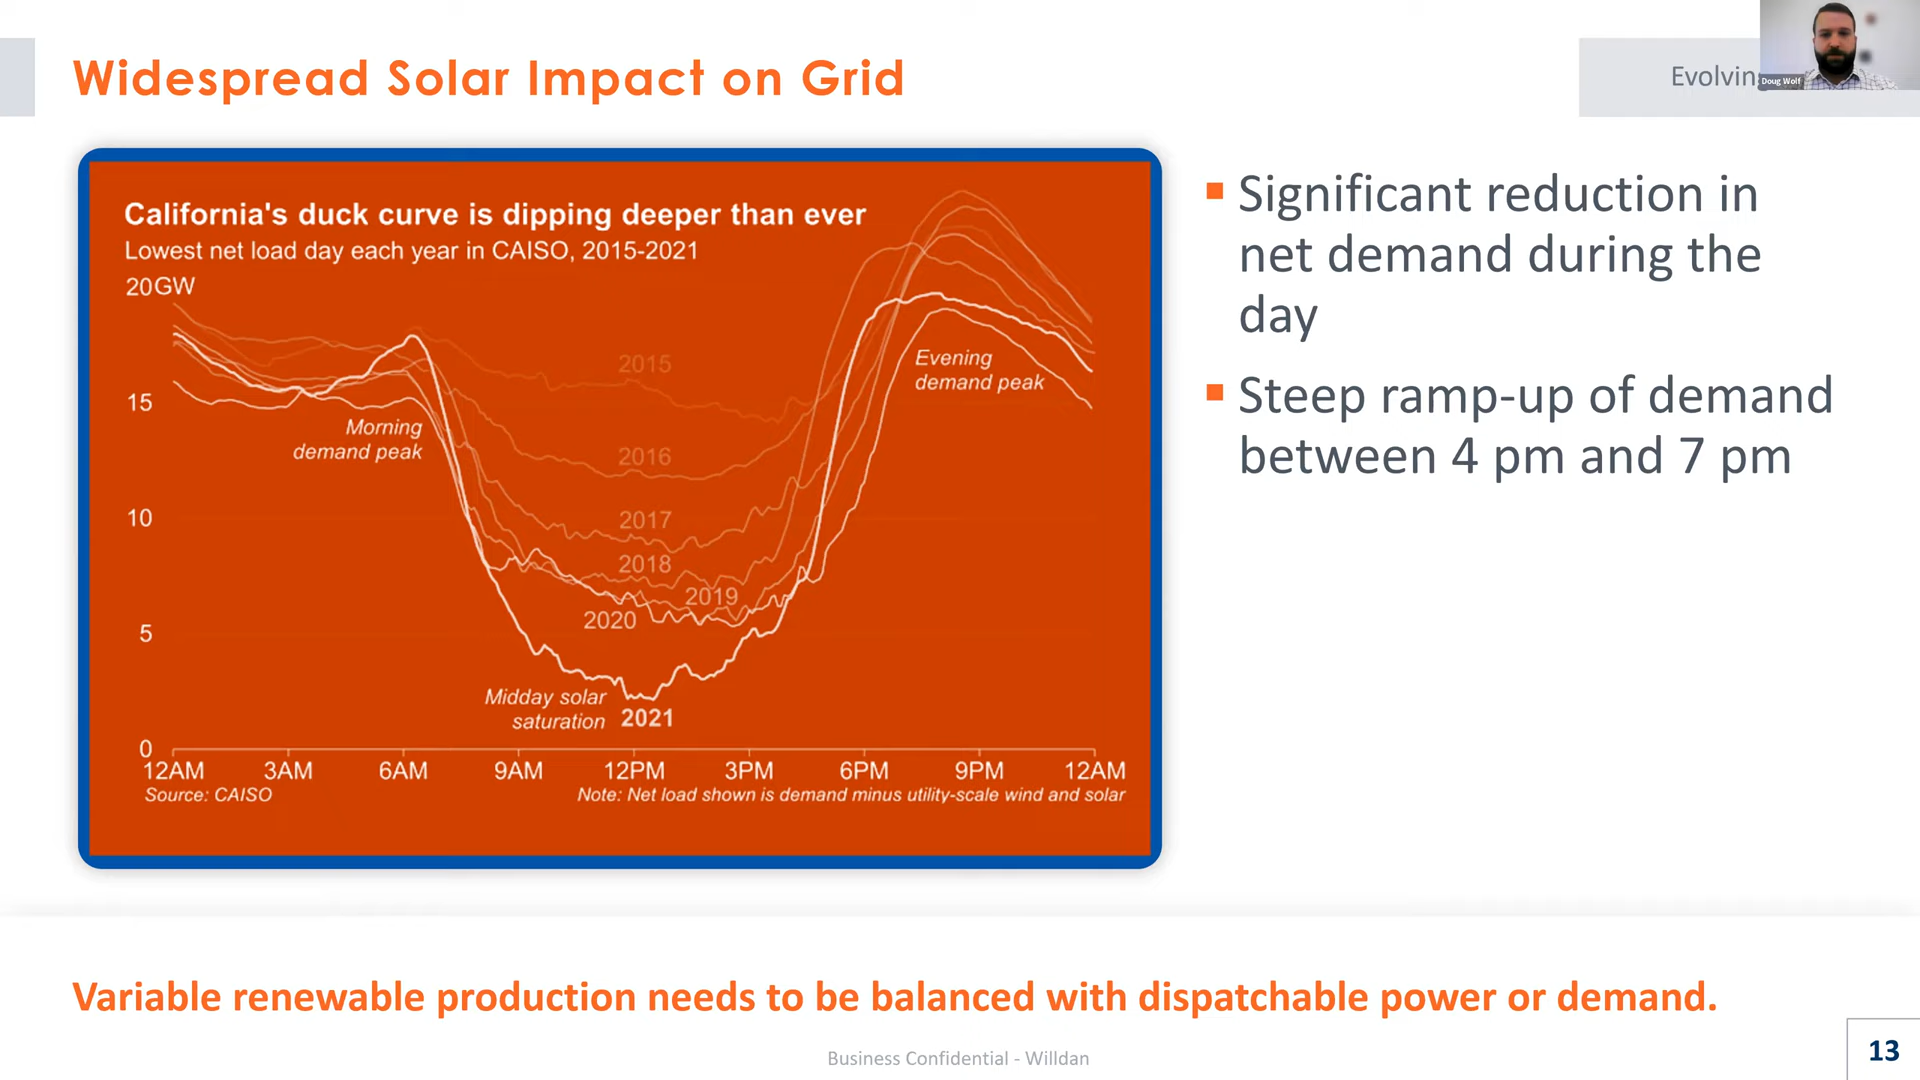 Widespread Solar Impact on Grid
Evolvin
Doug Wolf
California's duck curve is dipping deeper than ever
Lowest net load day each year in CAISO, 2015-2021
20GW
15
10
5
0
2015
2016
2017
2018
2019
2020
2021
Morning
demand peak
Evening
demand peak
Midday solar
saturation
12AM 3AM 6AM 9AM 12PM 3PM 6PM 9PM 12AM
Source: CAISO
Note: Net load shown is demand minus utility-scale wind and solar
Significant reduction in
net demand during the
day
Steep ramp-up of demand
between 4 pm and 7 pm
Variable renewable production needs to be balanced with dispatchable power or demand.
Business Confidential - Willdan
13